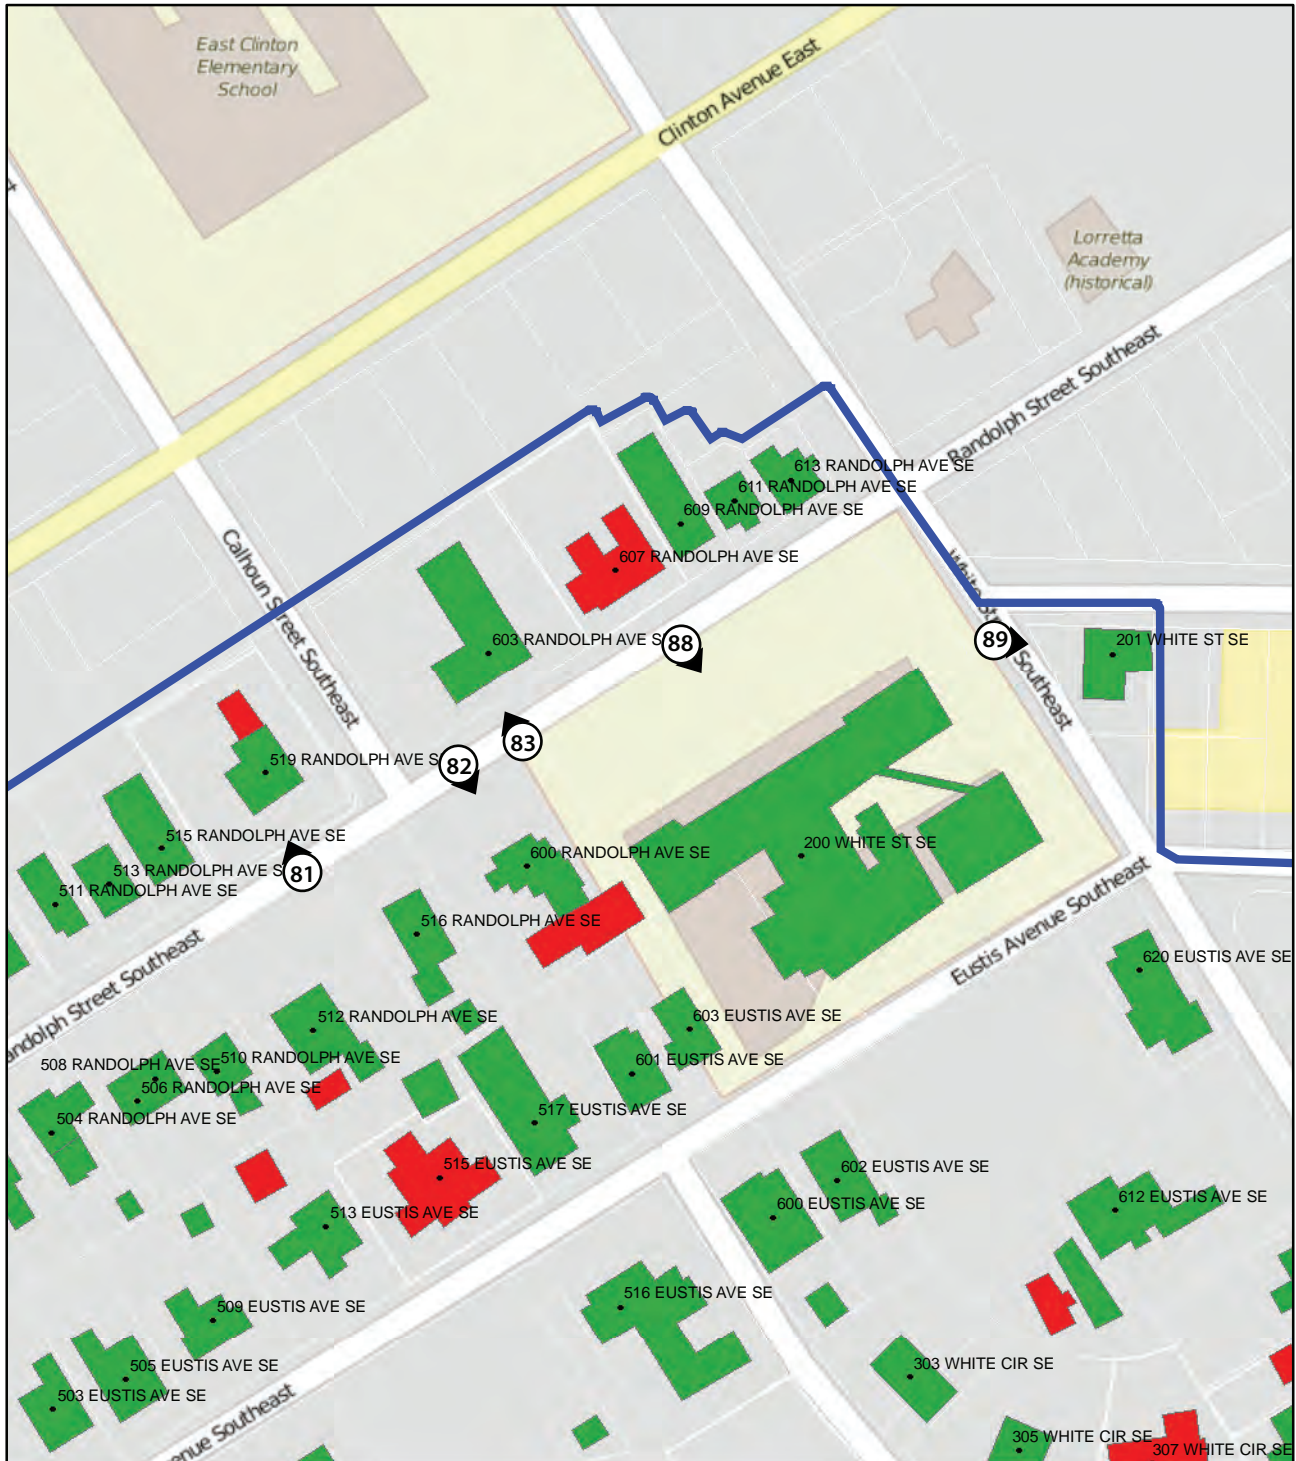 East Clinton
Elementary
School
Clinton Avenue East
Lorretta
Academy
(historical)
Randolph Street Southeast
613 RANDOLPH AVE SE
611 RANDOLPH AVE SE
609 RANDOLPH AVE SE
607 RANDOLPH AVE SE
Calhoun Street Southeast
603 RANDOLPH AVE S
88
89
201 WHITE ST SE
White St Southeast
83
82
519 RANDOLPH AVE S
515 RANDOLPH AVE SE
81
513 RANDOLPH AVE S
511 RANDOLPH AVE SE
600 RANDOLPH AVE SE
200 WHITE ST SE
516 RANDOLPH AVE SE
Eustis Avenue Southeast
620 EUSTIS AVE SE
andolph Street Southeast
512 RANDOLPH AVE SE
603 EUSTIS AVE SE
601 EUSTIS AVE SE
508 RANDOLPH AVE SE
510 RANDOLPH AVE SE
506 RANDOLPH AVE SE
504 RANDOLPH AVE SE
517 EUSTIS AVE SE
515 EUSTIS AVE SE
513 EUSTIS AVE SE
602 EUSTIS AVE SE
600 EUSTIS AVE SE
612 EUSTIS AVE SE
509 EUSTIS AVE SE
516 EUSTIS AVE SE
505 EUSTIS AVE SE
503 EUSTIS AVE SE
303 WHITE CIR SE
305 WHITE CIR SE
307 WHITE CIR SE
enue Southeast